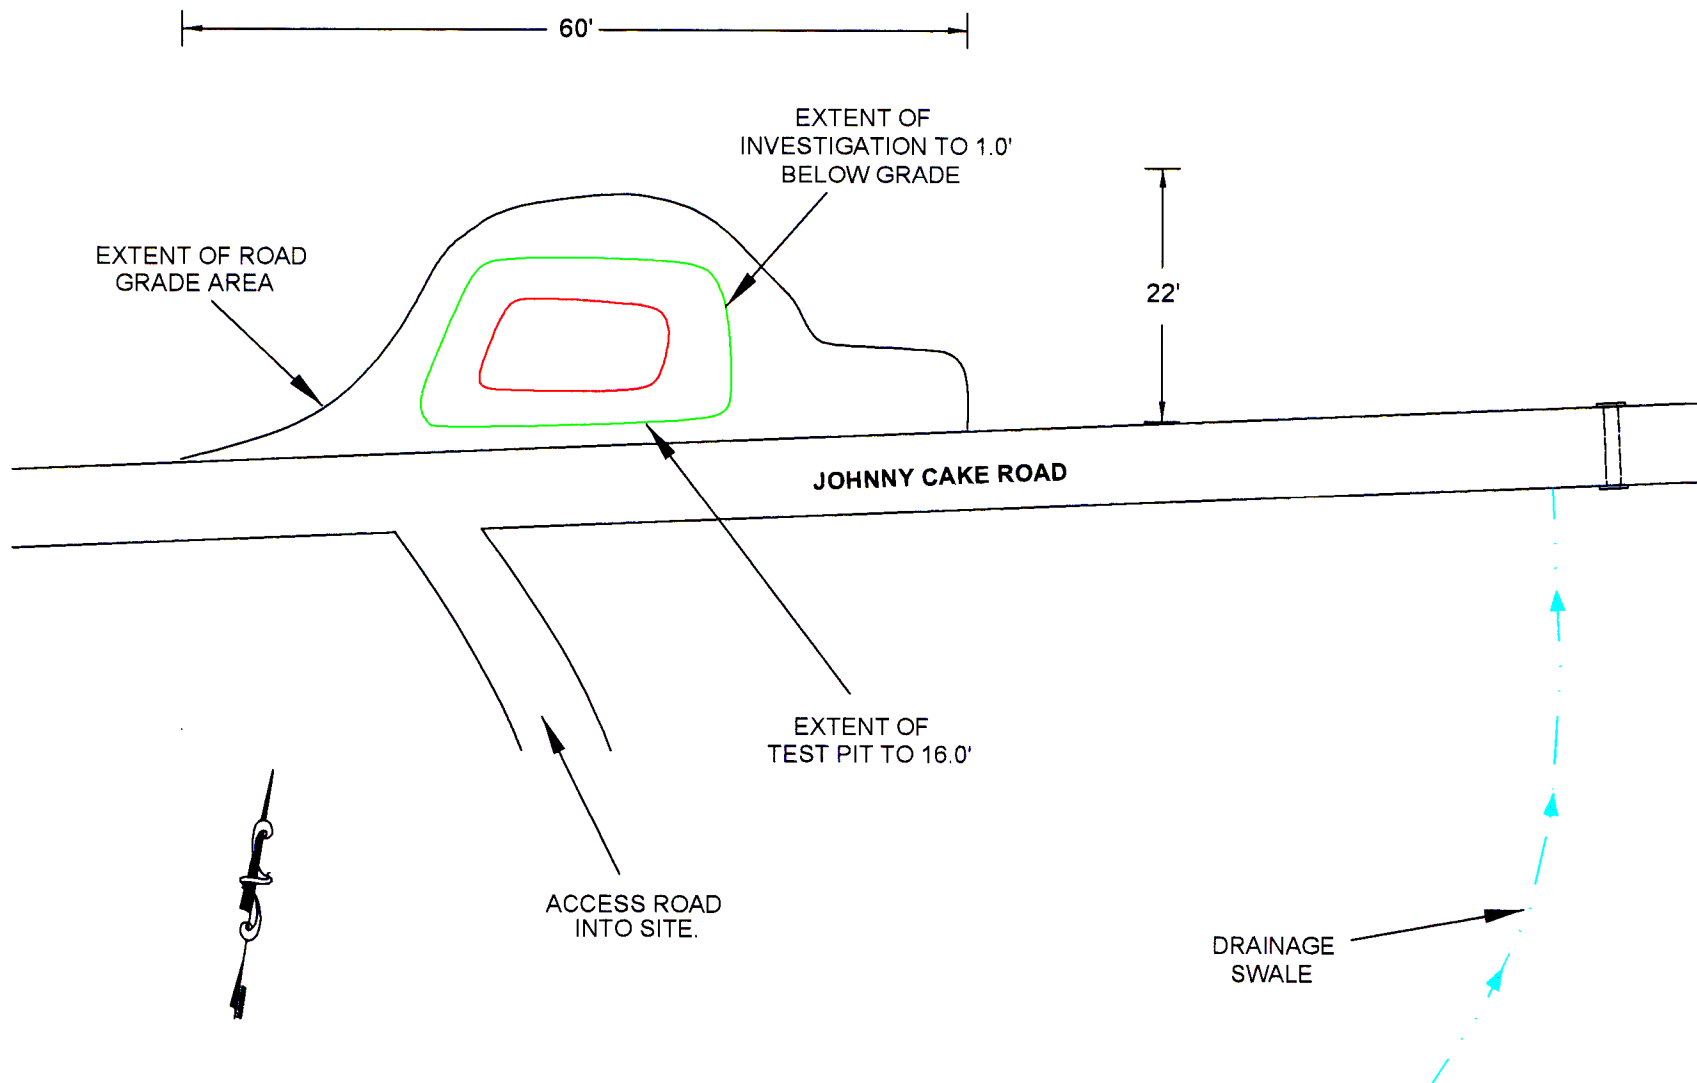 60'
EXTENT OF
INVESTIGATION TO 1.0'
BELOW GRADE
EXTENT OF ROAD
GRADE AREA
22'
JOHNNY CAKE ROAD
EXTENT OF
TEST PIT TO 16.0'
ACCESS ROAD
INTO SITE.
DRAINAGE
SWALE